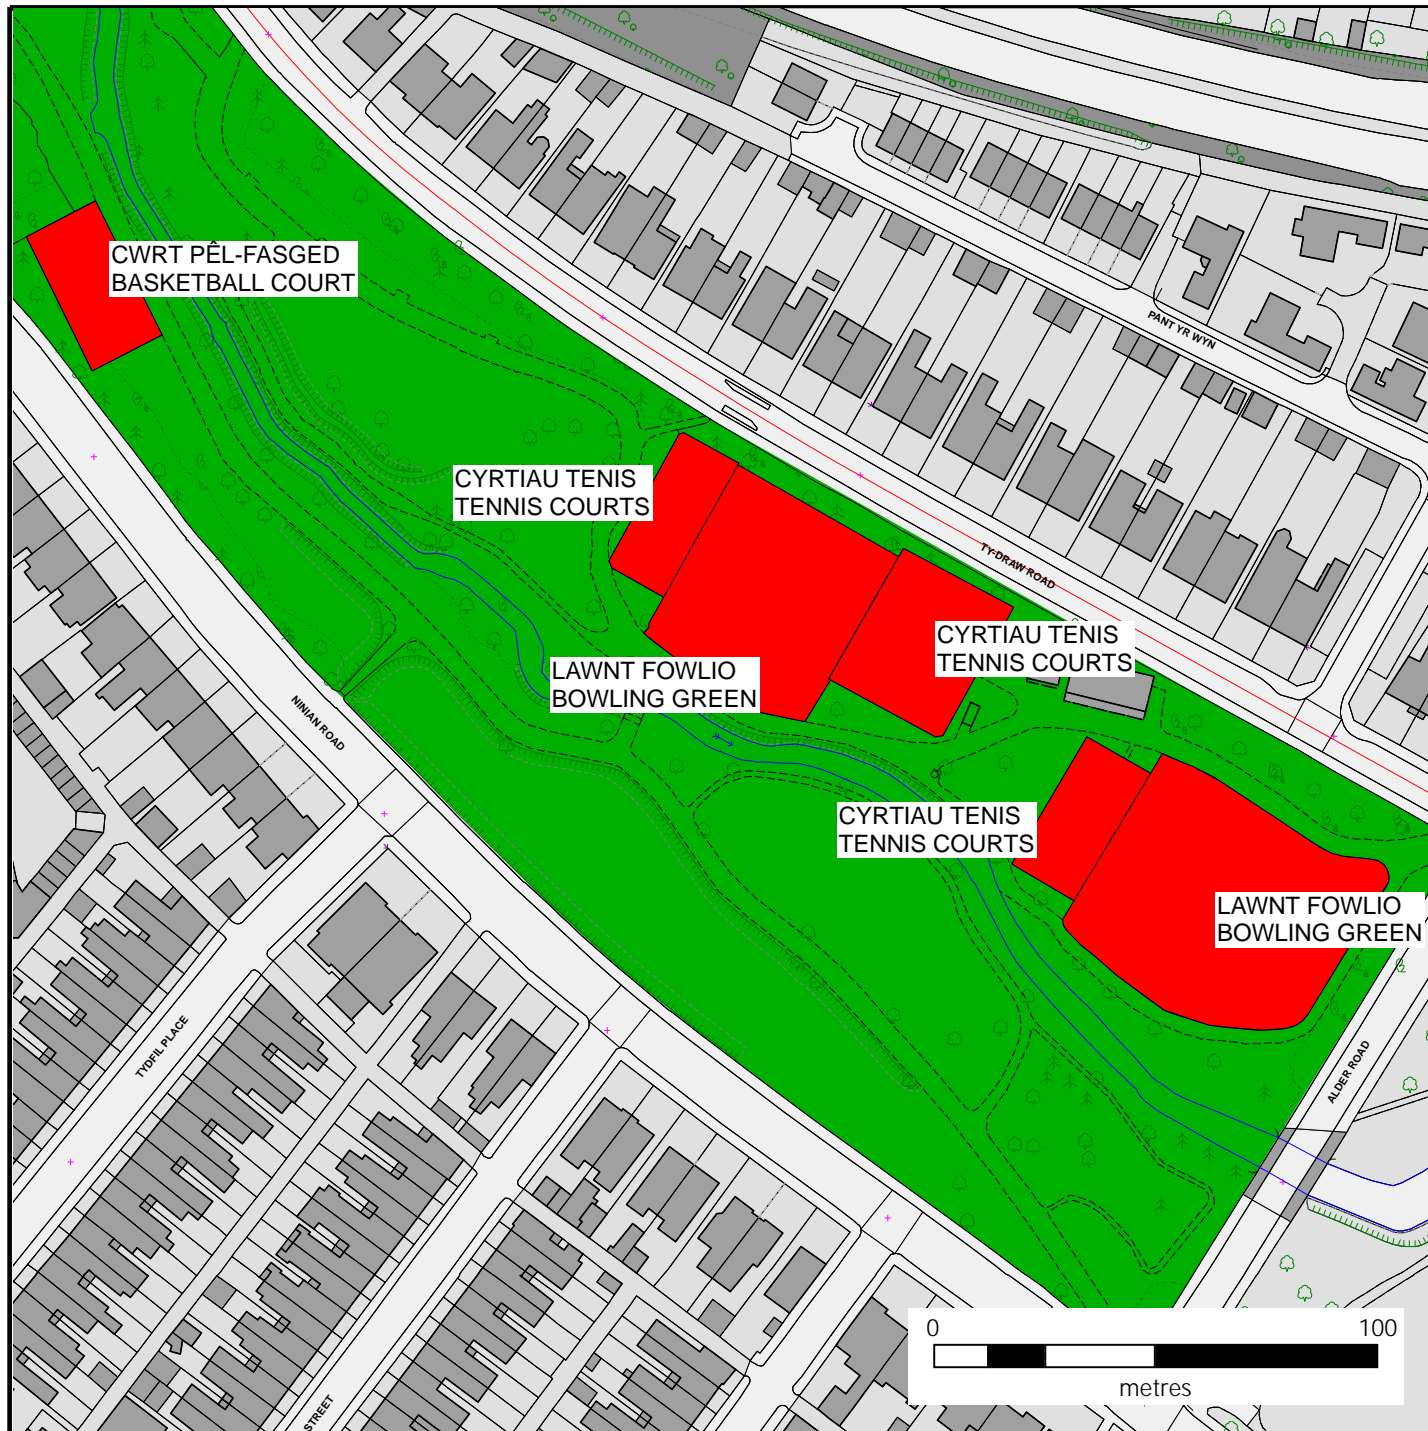 CWRT PÊL-FASGED
BASKETBALL COURT
PANT YR WYN
CYRTIAU TENIS
TENNIS COURTS
TY-DRAW ROAD
CYRTIAU TENIS
TENNIS COURTS
LAWNT FOWLIO
BOWLING GREEN
NINIAN ROAD
CYRTIAU TENIS
TENNIS COURTS
LAWNT FOWLIO
BOWLING GREEN
TYDFIL PLACE
ALDER ROAD
0 100
metres
STREET